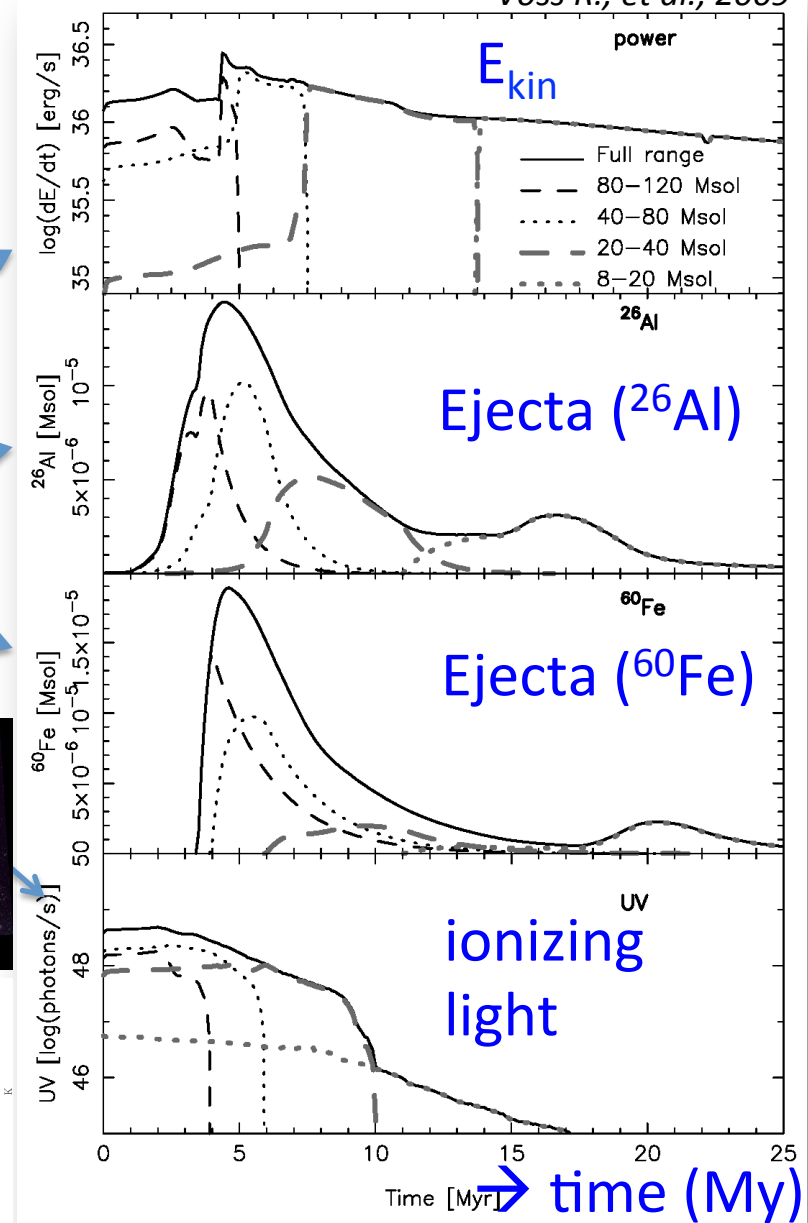 Voss R., et al., 2009
power
E_kin
log(dE/dt) [erg/s]
36.5
36
35.5
35
Full range
80–120 Msol
40–80 Msol
20–40 Msol
8–20 Msol
²⁶Al
Ejecta (²⁶Al)
²⁶Al [Msol]
10⁻⁵
5×10⁻⁶
⁶⁰Fe
Ejecta (⁶⁰Fe)
⁶⁰Fe [Msol]
1.5×10⁻⁵
10⁻⁵
5×10⁻⁶
0
UV
ionizing
light
UV [log(photons/s)]
50
48
46
K
0 5 10 15 20 25
Time [Myr]
→ time (My)